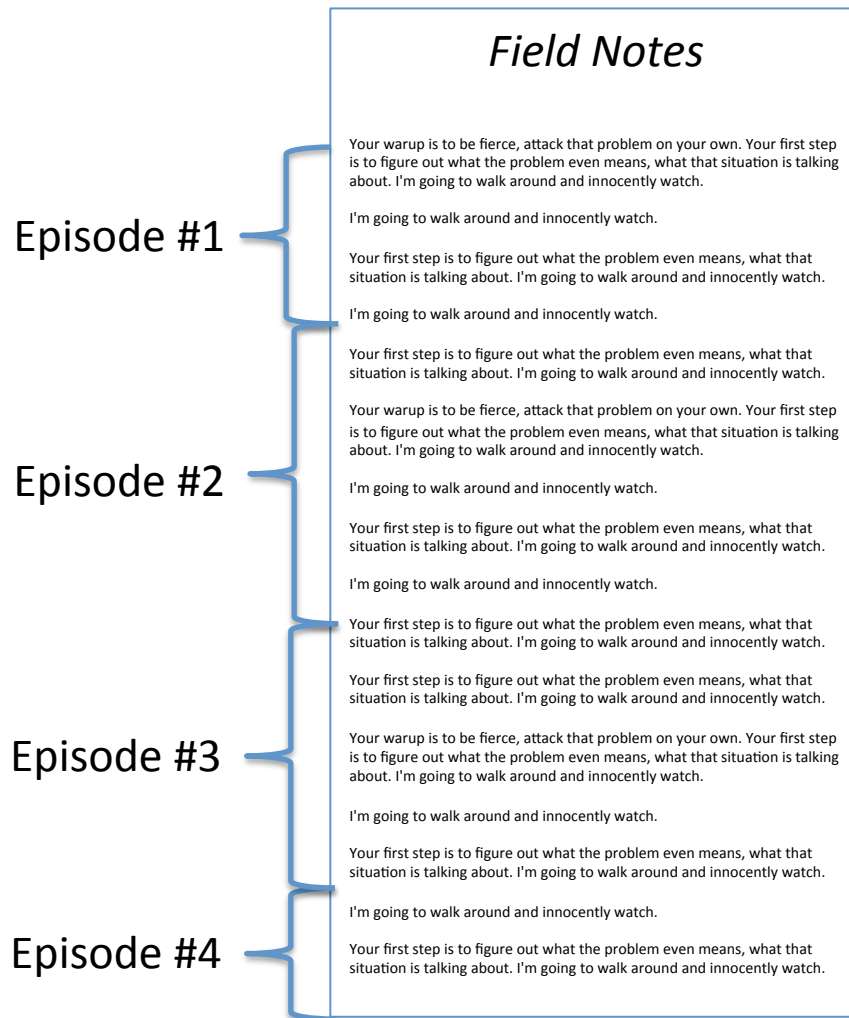 Field Notes
Your warup is to be fierce, attack that problem on your own. Your first step
is to figure out what the problem even means, what that situation is talking
about. I'm going to walk around and innocently watch.
I'm going to walk around and innocently watch.
Your first step is to figure out what the problem even means, what that
situation is talking about. I'm going to walk around and innocently watch.
I'm going to walk around and innocently watch.
Episode #1
Your first step is to figure out what the problem even means, what that
situation is talking about. I'm going to walk around and innocently watch.
Your warup is to be fierce, attack that problem on your own. Your first step
is to figure out what the problem even means, what that situation is talking
about. I'm going to walk around and innocently watch.
I'm going to walk around and innocently watch.
Your first step is to figure out what the problem even means, what that
situation is talking about. I'm going to walk around and innocently watch.
I'm going to walk around and innocently watch.
Episode #2
Your first step is to figure out what the problem even means, what that
situation is talking about. I'm going to walk around and innocently watch.
Your first step is to figure out what the problem even means, what that
situation is talking about. I'm going to walk around and innocently watch.
Your warup is to be fierce, attack that problem on your own. Your first step
is to figure out what the problem even means, what that situation is talking
about. I'm going to walk around and innocently watch.
I'm going to walk around and innocently watch.
Your first step is to figure out what the problem even means, what that
situation is talking about. I'm going to walk around and innocently watch.
Episode #3
I'm going to walk around and innocently watch.
Your first step is to figure out what the problem even means, what that
situation is talking about. I'm going to walk around and innocently watch.
Episode #4